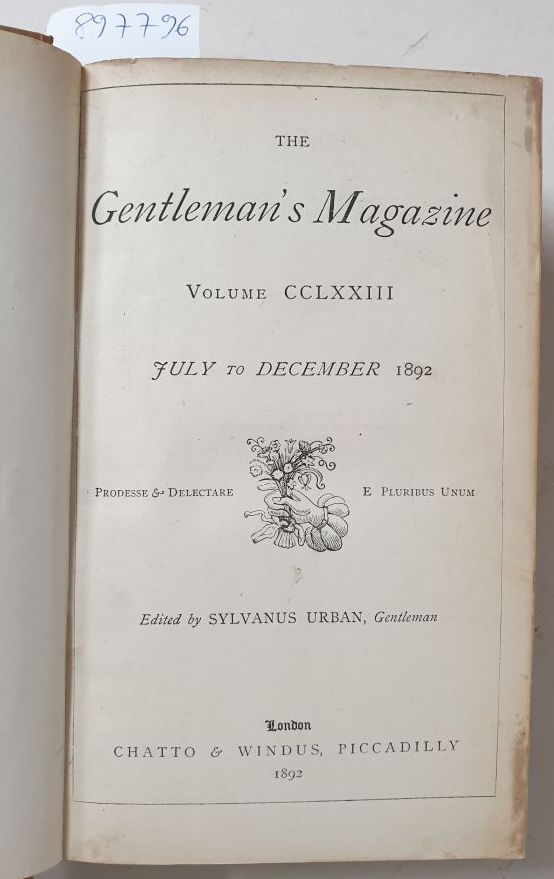 897796
THE
Gentleman's Magazine
VOLUME CCLXXIII
JULY TO DECEMBER 1892
PRODESSE & DELECTARE E PLURIBUS UNUM
Edited by SYLVANUS URBAN, Gentleman
London
CHATTO & WINDUS, PICCADILLY
1892